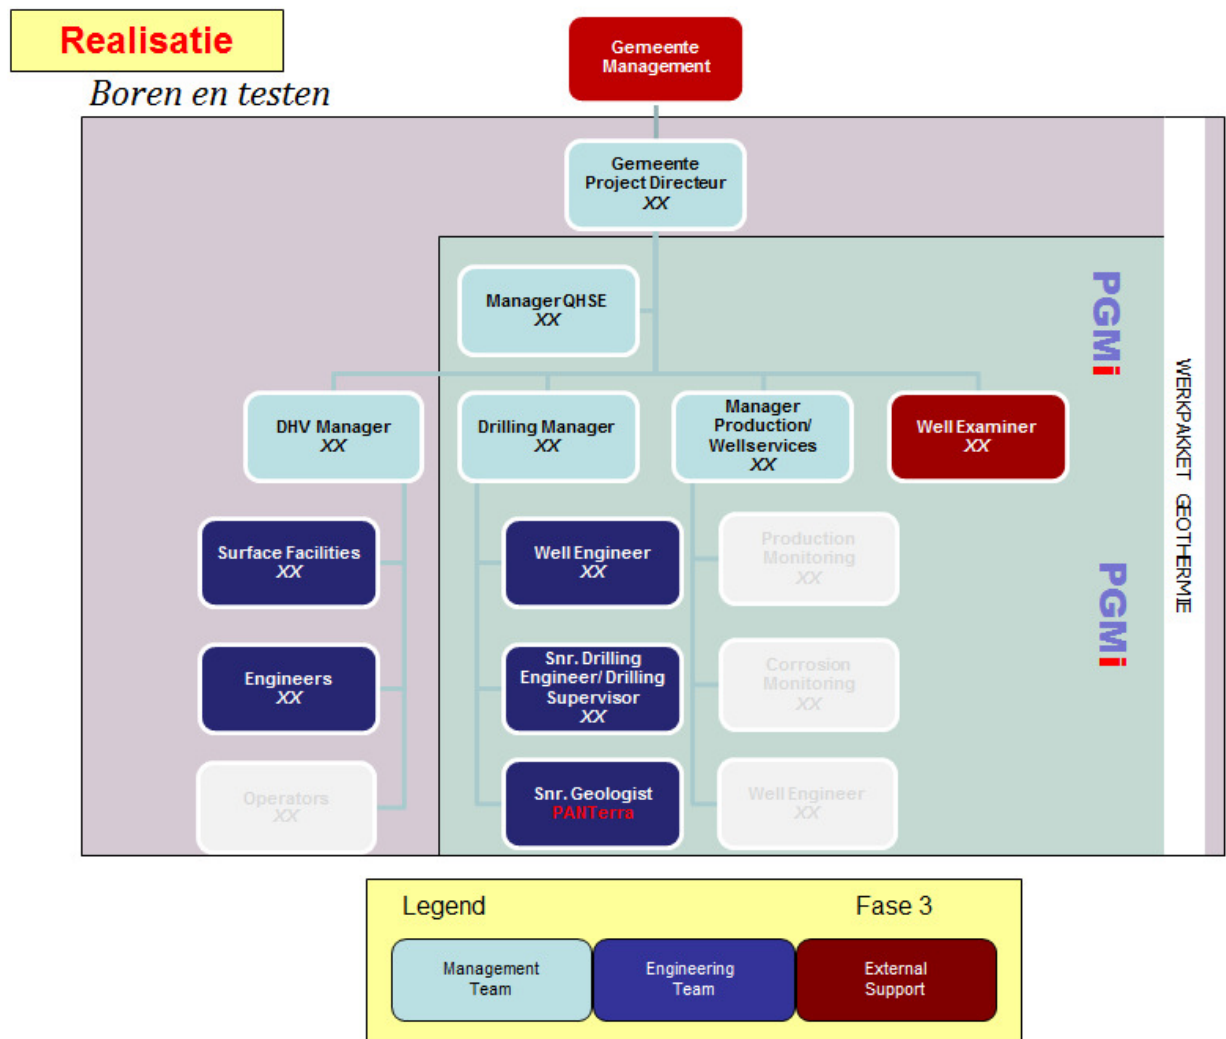 Realisatie
Boren en testen
Gemeente
Management
Gemeente
Project Directeur
XX
Manager QHSE
XX
DHV Manager
XX
Drilling Manager
XX
Manager
Production/
Wellservices
XX
Well Examiner
XX
Surface Facilities
XX
Engineers
XX
Operators
XX
Well Engineer
XX
Snr. Drilling
Engineer/ Drilling
Supervisor
XX
Snr. Geologist
PANTerra
Production
Monitoring
XX
Corrosion
Monitoring
XX
Well Engineer
XX
PGMi
PGMi
WERKPAKKET GEOTHERMIE
Legend
Fase 3
Management
Team
Engineering
Team
External
Support